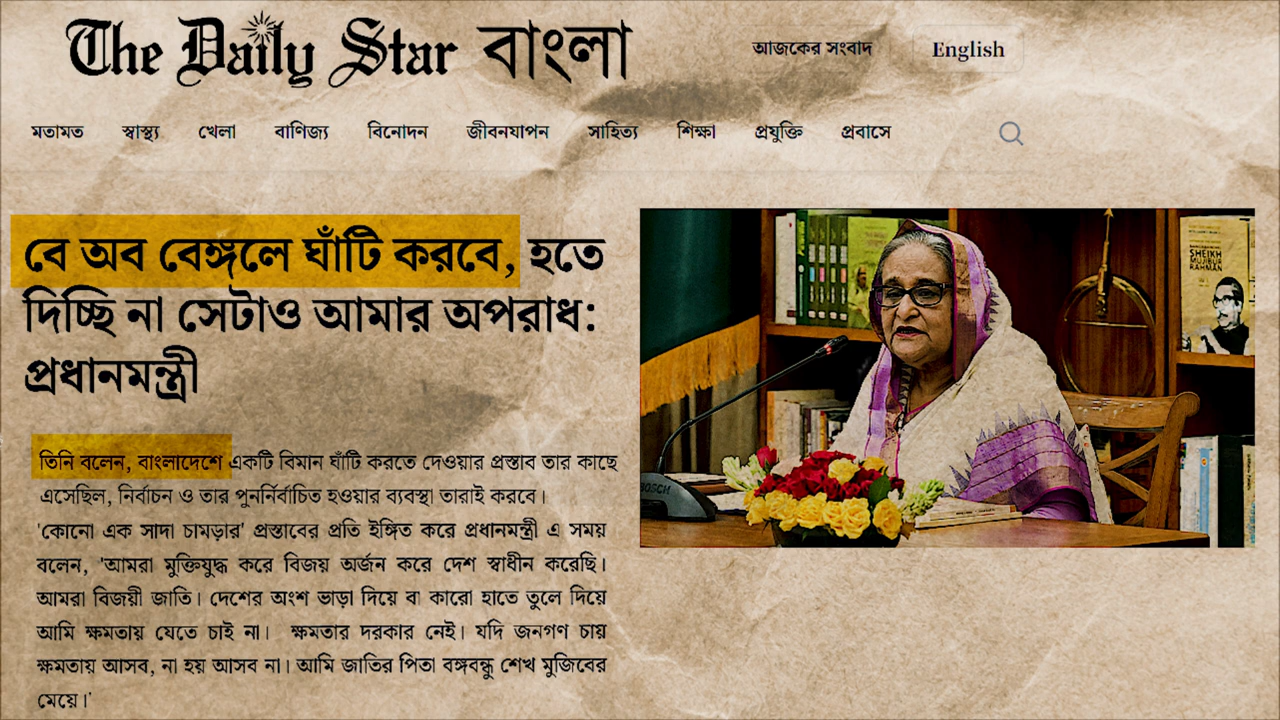 The Daily Star বাংলা
আজকের সংবাদ English
মতামত স্বাস্থ্য খেলা বাণিজ্য বিনোদন জীবনযাপন সাহিত্য শিক্ষা প্রযুক্তি প্রবাসে
বে অব বেঙ্গলে ঘাঁটি করবে, হতে
দিচ্ছি না সেটাও আমার অপরাধ:
প্রধানমন্ত্রী
তিনি বলেন, বাংলাদেশে একটি বিমান ঘাঁটি করতে দেওয়ার প্রস্তাব তার কাছে
এসেছিল, নির্বাচন ও তার পুনর্নির্বাচিত হওয়ার ব্যবস্থা তারাই করবে।
'কোনো এক সাদা চামড়ার' প্রস্তাবের প্রতি ইঙ্গিত করে প্রধানমন্ত্রী এ সময়
বলেন, 'আমরা মুক্তিযুদ্ধ করে বিজয় অর্জন করে দেশ স্বাধীন করেছি।
আমরা বিজয়ী জাতি। দেশের অংশ ভাড়া দিয়ে বা কারো হাতে তুলে দিয়ে
আমি ক্ষমতায় যেতে চাই না। ক্ষমতার দরকার নেই। যদি জনগণ চায়
ক্ষমতায় আসব, না হয় আসব না। আমি জাতির পিতা বঙ্গবন্ধু শেখ মুজিবের
মেয়ে।'
SHEIKH
MUJIBUR
RAHMAN
BOSCH